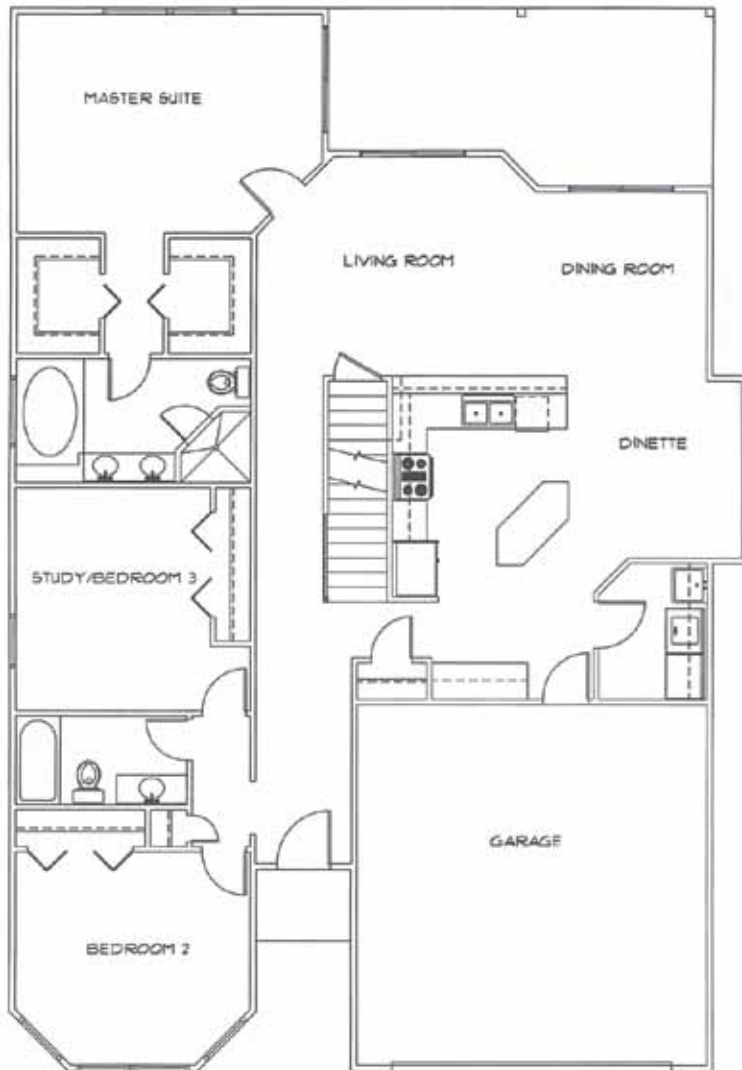 MASTER SUITE
LIVING ROOM
DINING ROOM
DINETTE
STUDY/BEDROOM 3
GARAGE
BEDROOM 2